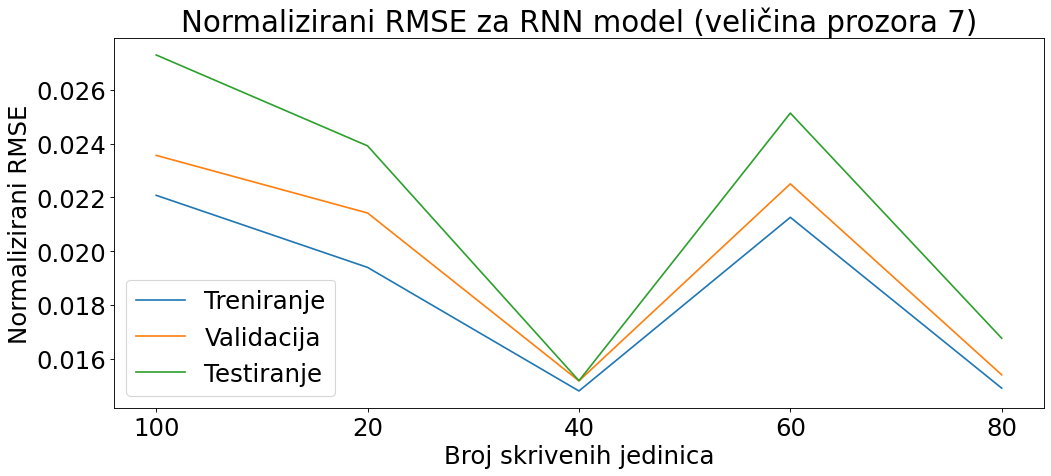 Normalizirani RMSE za RNN model (veličina prozora 7)
Normalizirani RMSE
0.026
0.024
0.022
0.020
0.018
0.016
Treniranje
Validacija
Testiranje
100 20 40 60 80
Broj skrivenih jedinica